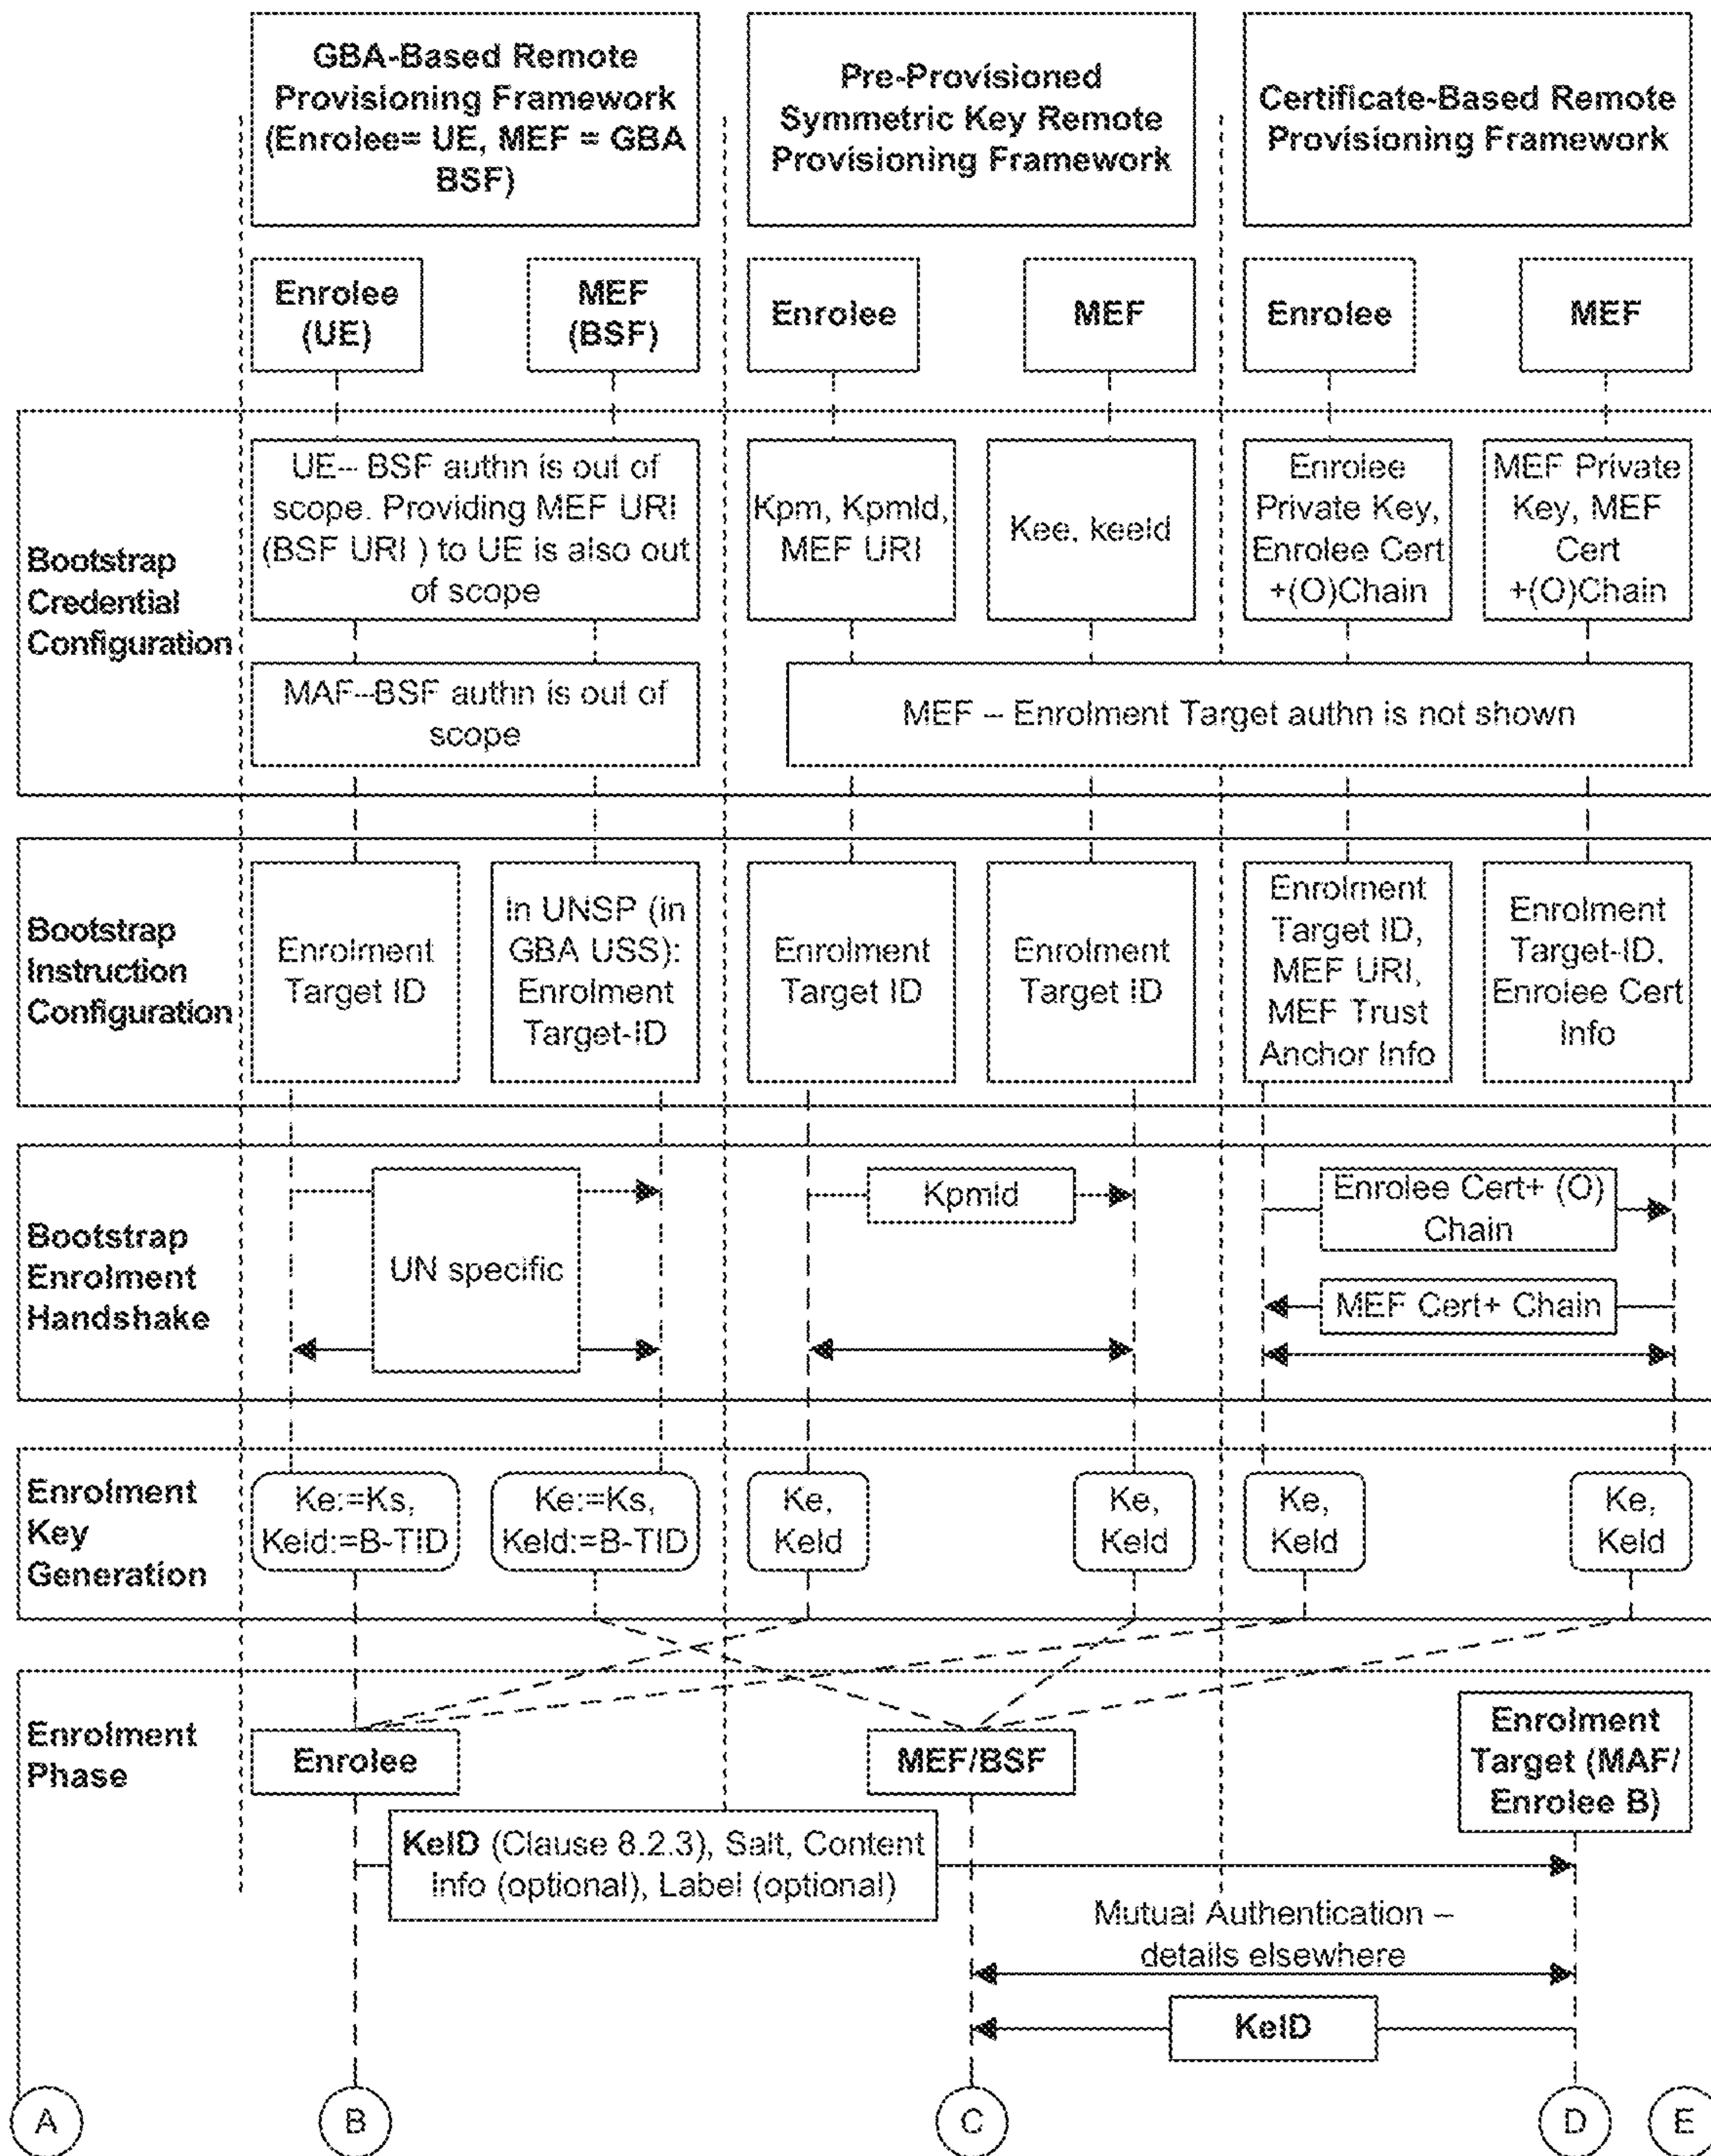 GBA-Based Remote
Provisioning Framework
(Enrolee= UE, MEF = GBA
BSF)
Pre-Provisioned
Symmetric Key Remote
Provisioning Framework
Certificate-Based Remote
Provisioning Framework
Enrolee
(UE)
MEF
(BSF)
Enrolee
MEF
Enrolee
MEF
Bootstrap
Credential
Configuration
UE-- BSF authn is out of
scope. Providing MEF URI
(BSF URI ) to UE is also out
of scope
Kpm, KpmId,
MEF URI
Kee, keeId
Enrolee
Private Key,
Enrolee Cert
+(O)Chain
MEF Private
Key, MEF
Cert
+(O)Chain
MAF--BSF authn is out of
scope
MEF – Enrolment Target authn is not shown
Bootstrap
Instruction
Configuration
Enrolment
Target ID
in UNSP (in
GBA USS):
Enrolment
Target-ID
Enrolment
Target ID
Enrolment
Target ID
Enrolment
Target ID,
MEF URI,
MEF Trust
Anchor Info
Enrolment
Target-ID,
Enrolee Cert
Info
Bootstrap
Enrolment
Handshake
UN specific
KpmId
Enrolee Cert+ (O)
Chain
MEF Cert+ Chain
Enrolment
Key
Generation
Ke:=Ks,
KeId:=B-TID
Ke:=Ks,
KeId:=B-TID
Ke,
KeId
Ke,
KeId
Ke,
KeId
Ke,
KeId
Enrolment
Phase
Enrolee
MEF/BSF
Enrolment
Target (MAF/
Enrolee B)
KeID (Clause 8.2.3), Salt, Content
Info (optional), Label (optional)
Mutual Authentication –
details elsewhere
KeID
A
B
C
D
E